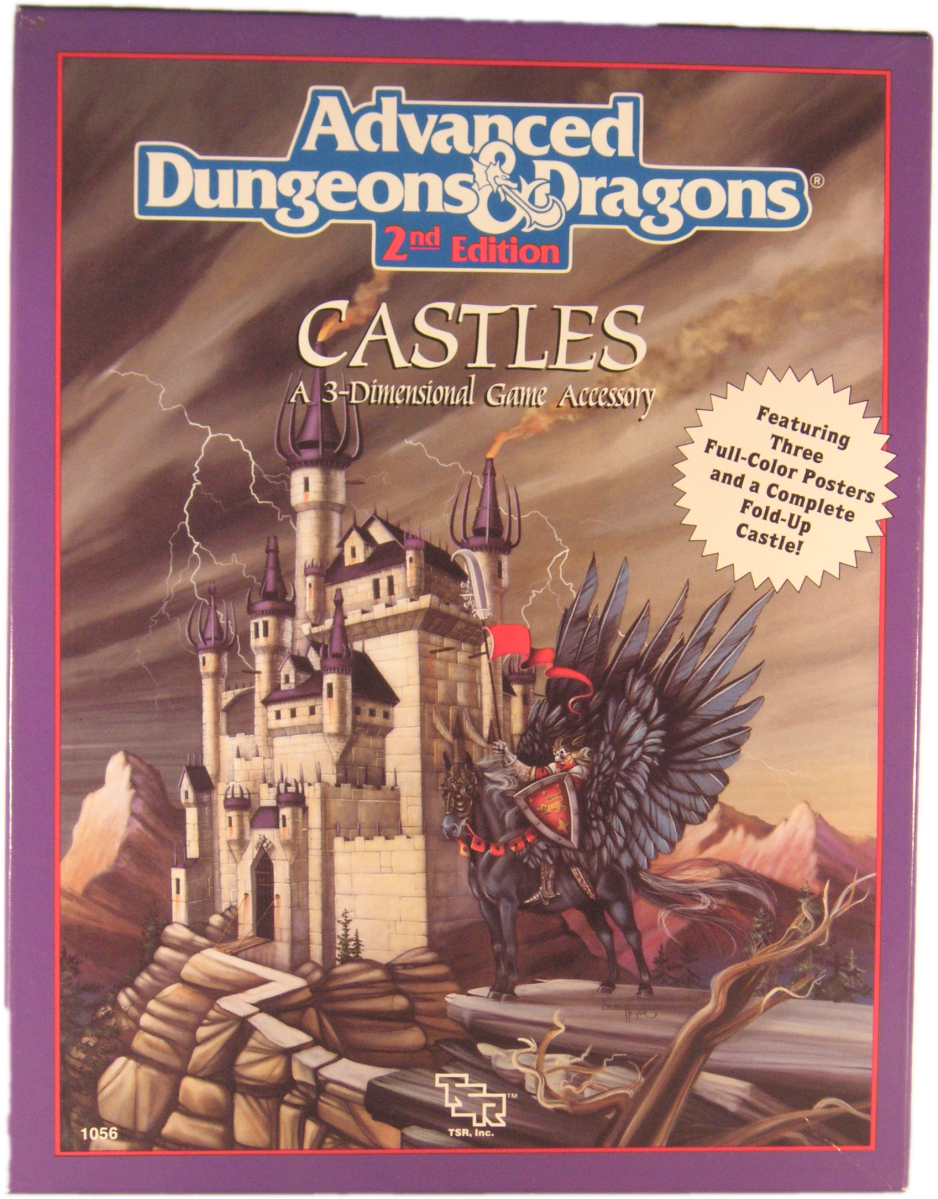 Advanced
Dungeons & Dragons®
2nd Edition
CASTLES
A 3-Dimensional Game Accessory
Featuring
Three
Full-Color Posters
and a Complete
Fold-Up
Castle!
TSR™
TSR, Inc.
1056